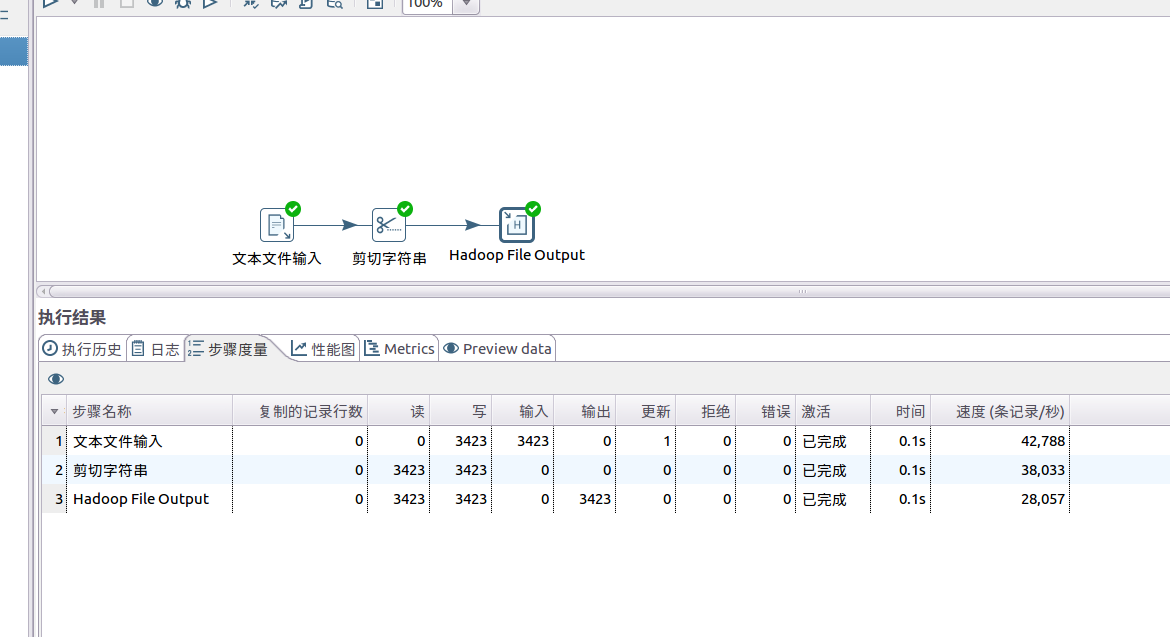 100%
文本文件输入
剪切字符串
Hadoop File Output
执行结果
执行历史 日志 步骤度量 性能图 Metrics Preview data
步骤名称 复制的记录行数 读 写 输入 输出 更新 拒绝 错误 激活 时间 速度 (条记录/秒)
1 文本文件输入 0 0 3423 3423 0 1 0 0 已完成 0.1s 42,788
2 剪切字符串 0 3423 3423 0 0 0 0 0 已完成 0.1s 38,033
3 Hadoop File Output 0 3423 3423 0 3423 0 0 0 已完成 0.1s 28,057